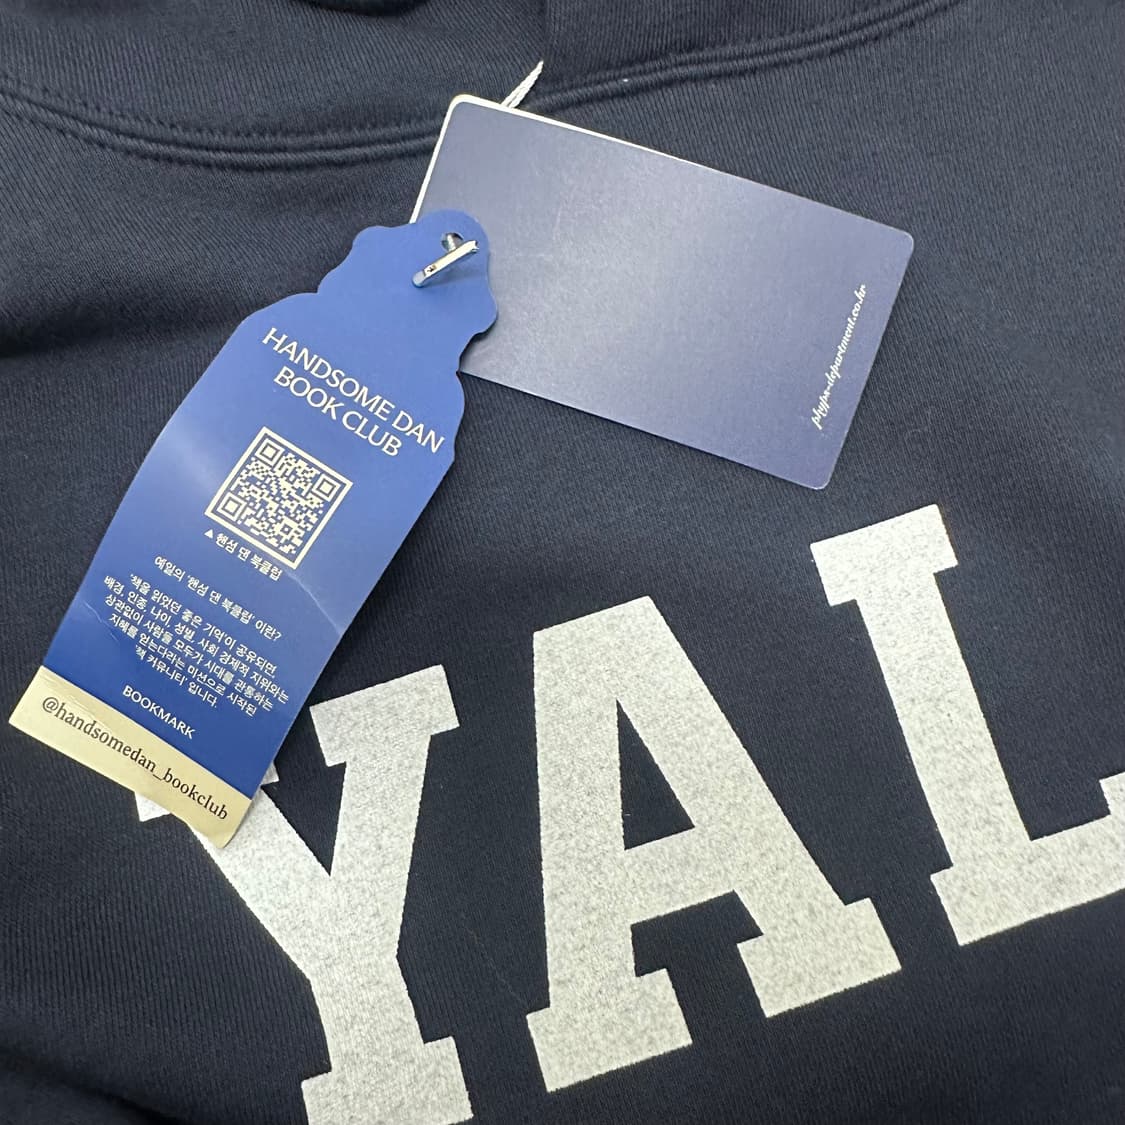 HANDSOME DAN
BOOK CLUB
▲ 핸섬 댄 북클럽
예일의 '핸섬 댄 북클럽' 이란?
'책을 읽었던 좋은 기억'이 공유되면,
배경, 인종, 나이, 성별, 사회 경제적 지위와는
상관없이 사람들 모두가 시대를 관통하는
지혜를 얻는다라는 미션으로 시작된
'책 커뮤니티' 입니다.
BOOKMARK
@handsomedan_bookclub
phyps-department.co.kr
YAL